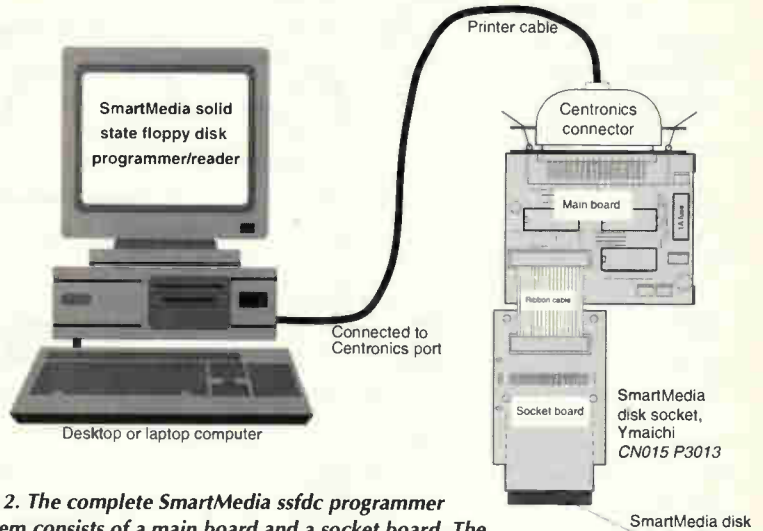 Printer cable
SmartMedia solid
state floppy disk
programmer/reader
Centronics
connector
Main board
1A fuse
Ribbon cable
Connected to
Centronics port
Socket board
SmartMedia
disk socket,
Ymaichi
CN015 P3013
Desktop or laptop computer
SmartMedia disk
2. The complete SmartMedia ssfdc programmer
em consists of a main board and a socket board. The